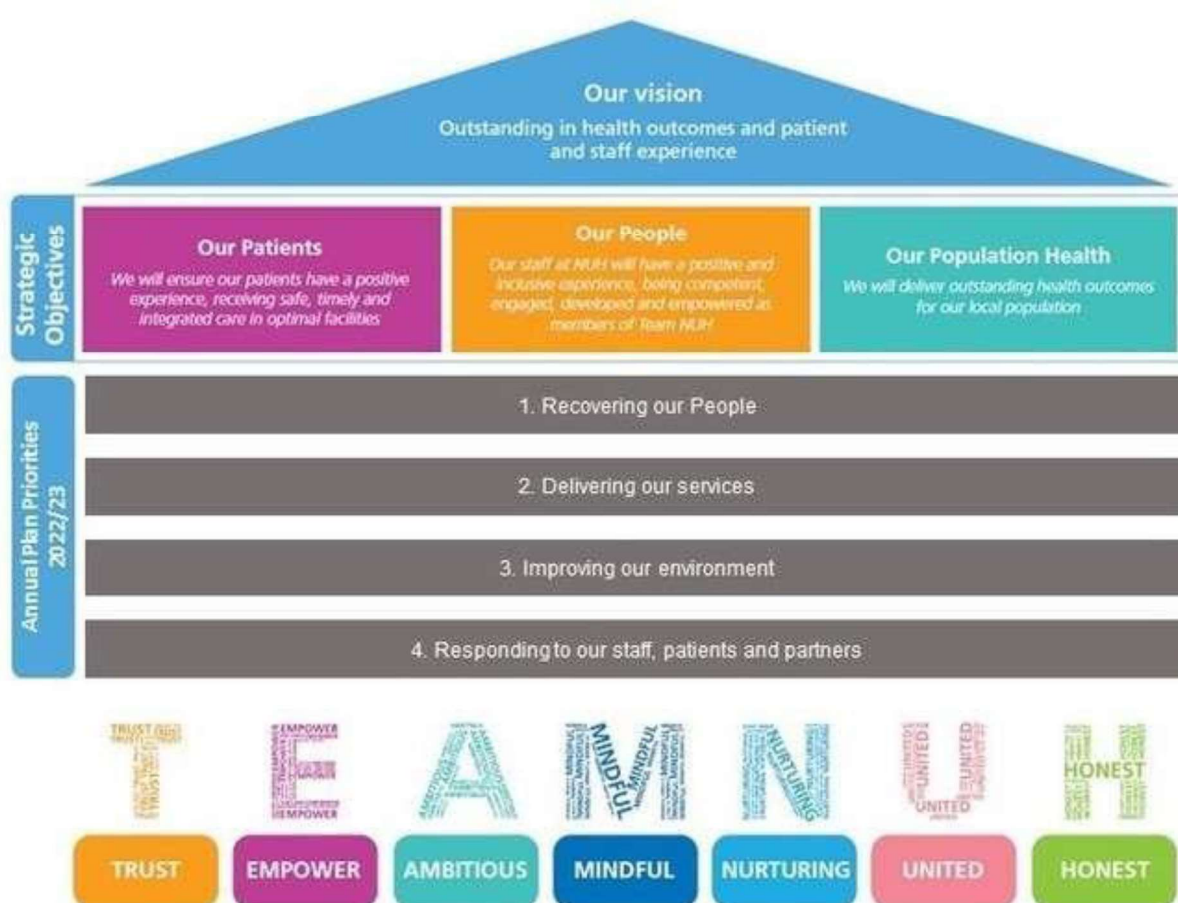 Our vision
Outstanding in health outcomes and patient
and staff experience
Strategic
Objectives
Our Patients
We will ensure our patients have a positive
experience, receiving safe, timely and
integrated care in optimal facilities
Our People
Our staff at NUH will have a positive and
inclusive experience, being competent,
engaged, developed and empowered as
members of Team NUH
Our Population Health
We will deliver outstanding health outcomes
for our local population
Annual Plan Priorities
2022/23
1. Recovering our People
2. Delivering our services
3. Improving our environment
4. Responding to our staff, patients and partners
T E A M N U H
TRUST
EMPOWER
AMBITIOUS
MINDFUL
NURTURING
UNITED
HONEST